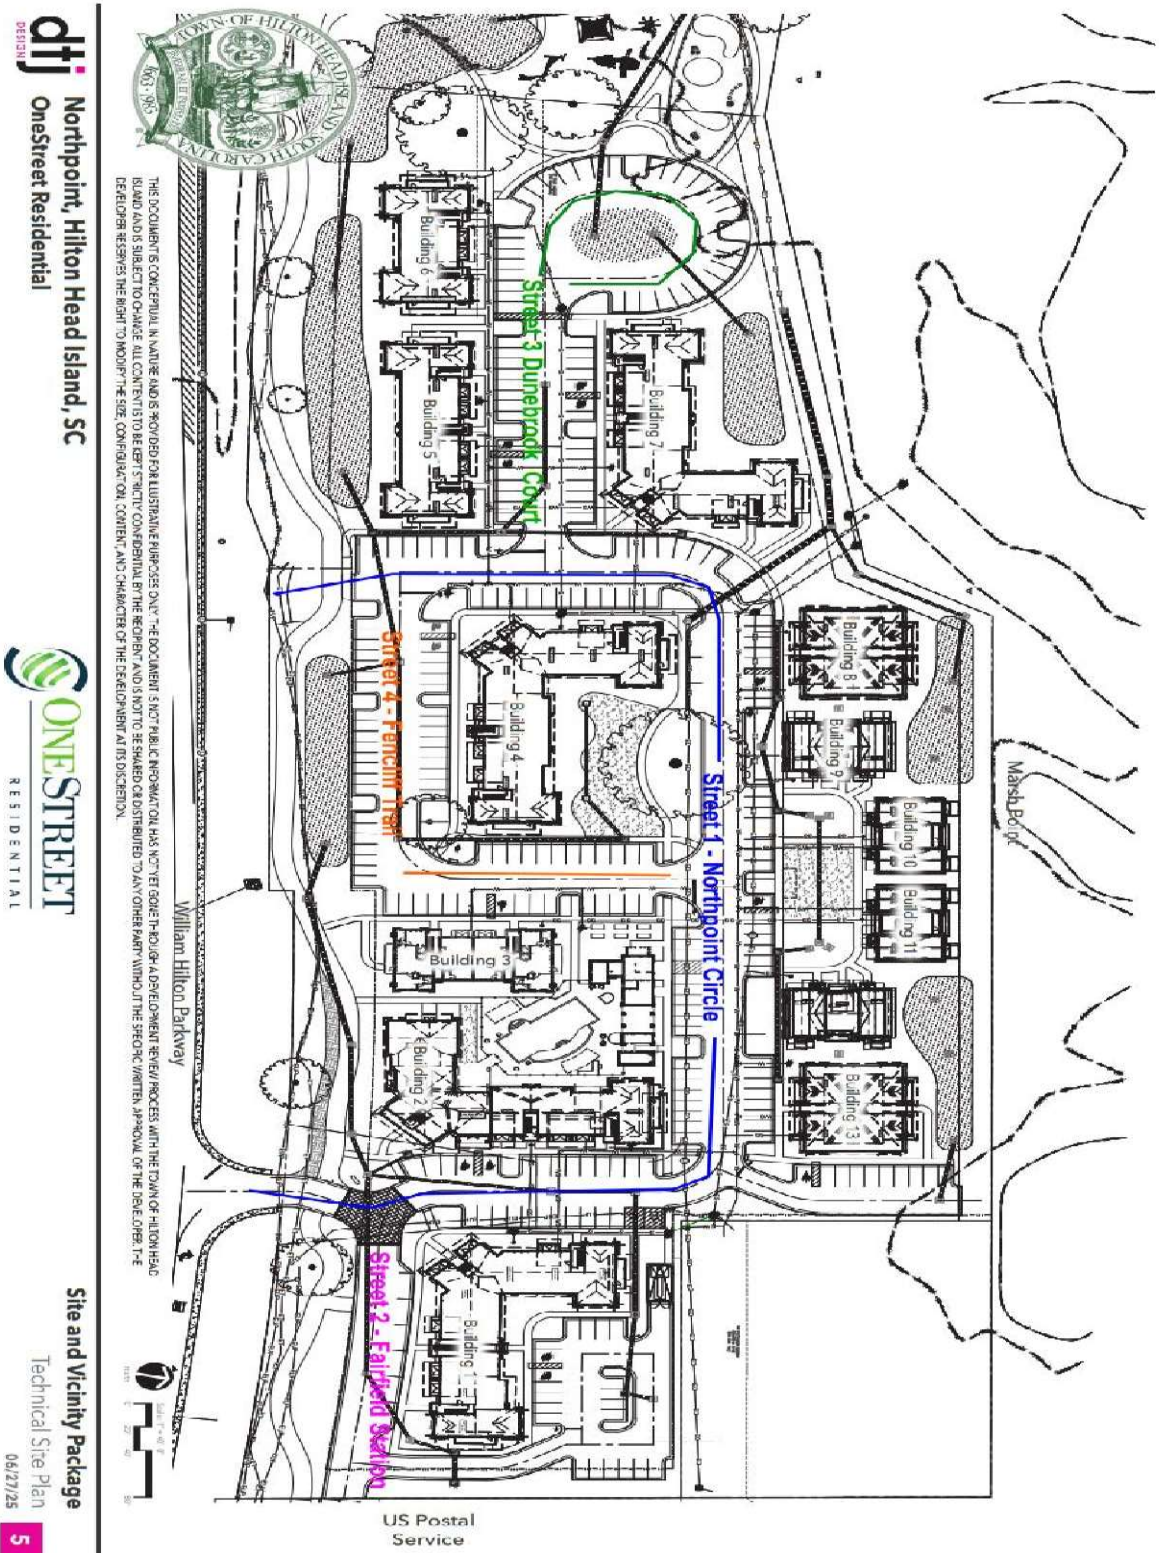 TOWN OF HILTON HEAD ISLAND SOUTH CAROLINA
1663-1983
dtj
DESIGN
Northpoint, Hilton Head Island, SC
OneStreet Residential
ONESTREET
RESIDENTIAL
Site and Vicinity Package
Technical Site Plan
06/27/25
5
THIS DOCUMENT IS CONCEPTUAL IN NATURE AND IS PROVIDED FOR ILLUSTRATIVE PURPOSES ONLY. THE DOCUMENT IS NOT PUBLIC INFORMATION, HAS NOT YET GONE THROUGH A DEVELOPMENT REVIEW PROCESS WITH THE TOWN OF HILTON HEAD
ISLAND AND IS SUBJECT TO CHANGE. ALL CONTENT IS TO BE KEPT STRICTLY CONFIDENTIAL BY THE RECIPIENT AND IS NOT TO BE SHARED OR DISTRIBUTED TO ANY OTHER PARTY WITHOUT THE SPECIFIC WRITTEN APPROVAL OF THE DEVELOPER. THE
DEVELOPER RESERVES THE RIGHT TO MODIFY THE SIZE, CONFIGURATION, CONTENT, AND CHARACTER OF THE DEVELOPMENT AT ITS DISCRETION.
William Hilton Parkway
Building 6
Building 5
Street 3 Dunebrook Court
Building 7
Street 4 - Ferncliff Trail
Building 4
Street 1 - Northpoint Circle
Building 8
Building 9
Building 10
Building 11
Building 13
Marsh Point
Building 3
Building 2
Street 2 - Fairfield Station
Building 1
US Postal
Service